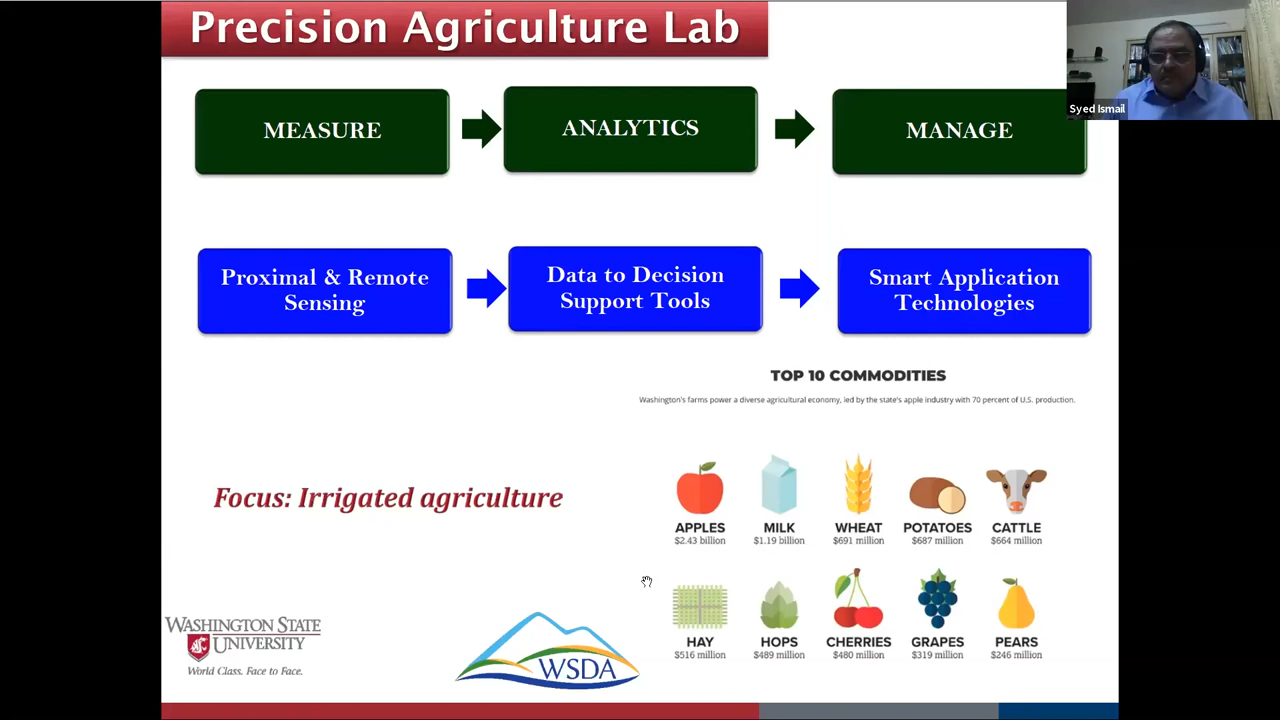 Precision Agriculture Lab
Syed Ismail
MEASURE
ANALYTICS
MANAGE
Proximal & Remote
Sensing
Data to Decision
Support Tools
Smart Application
Technologies
TOP 10 COMMODITIES
Washington's farms power a diverse agricultural economy, led by the state's apple industry with 70 percent of U.S. production.
Focus: Irrigated agriculture
APPLES
$2.43 billion
MILK
$1.19 billion
WHEAT
$691 million
POTATOES
$687 million
CATTLE
$664 million
HAY
$516 million
HOPS
$489 million
CHERRIES
$480 million
GRAPES
$319 million
PEARS
$246 million
WASHINGTON STATE
UNIVERSITY
World Class. Face to Face.
WSDA